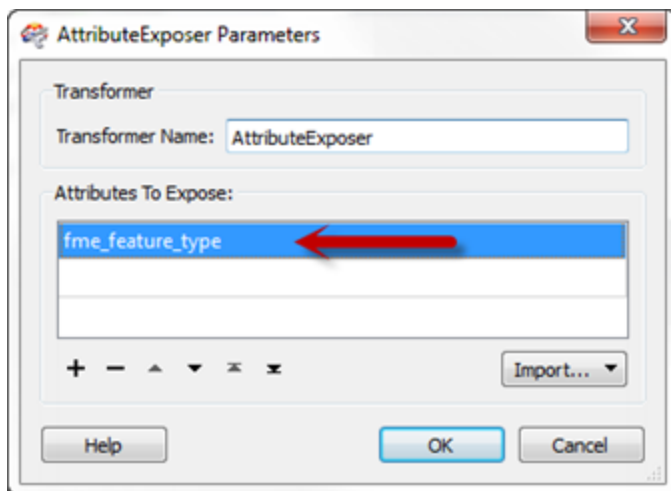 AttributeExposer Parameters
Transformer
Transformer Name: AttributeExposer
Attributes To Expose:
fme_feature_type
Import...
Help OK Cancel